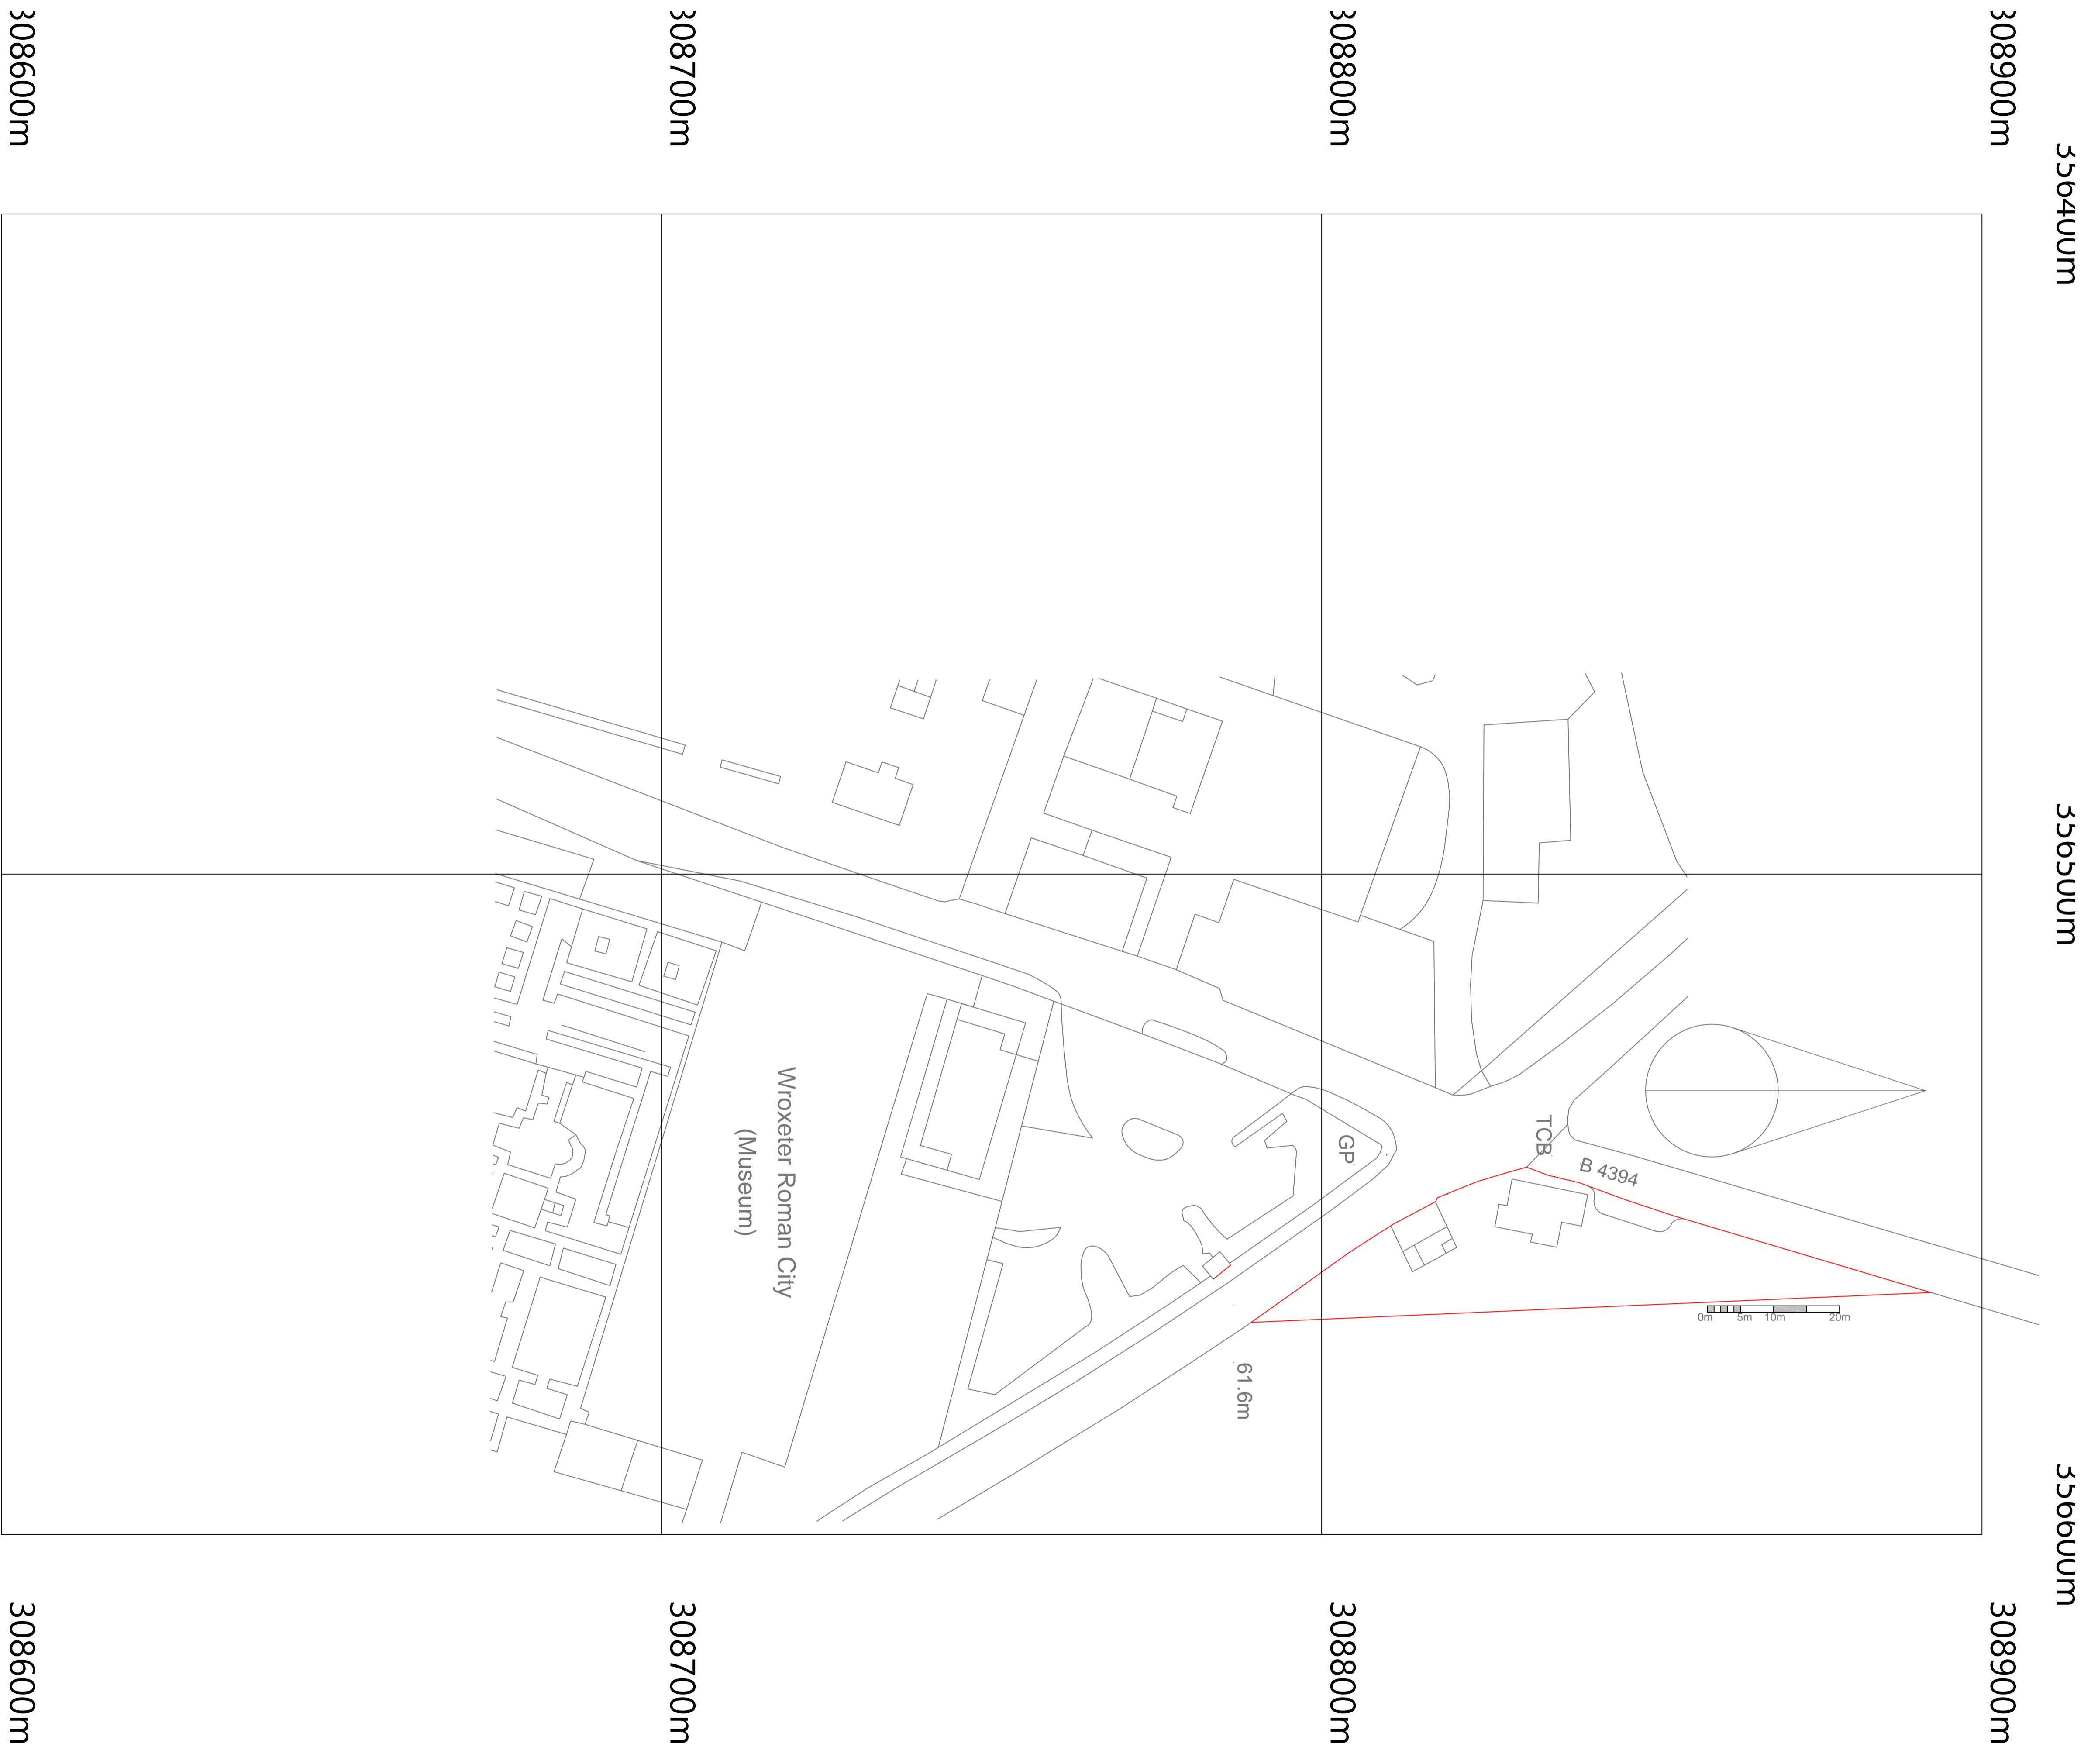 356400m
356500m
356600m
308900m
308900m
B 4394
TCB
0m 5m 10m 20m
308800m
GP
308800m
61.6m
Wroxeter Roman City
(Museum)
308700m
308700m
308600m
308600m